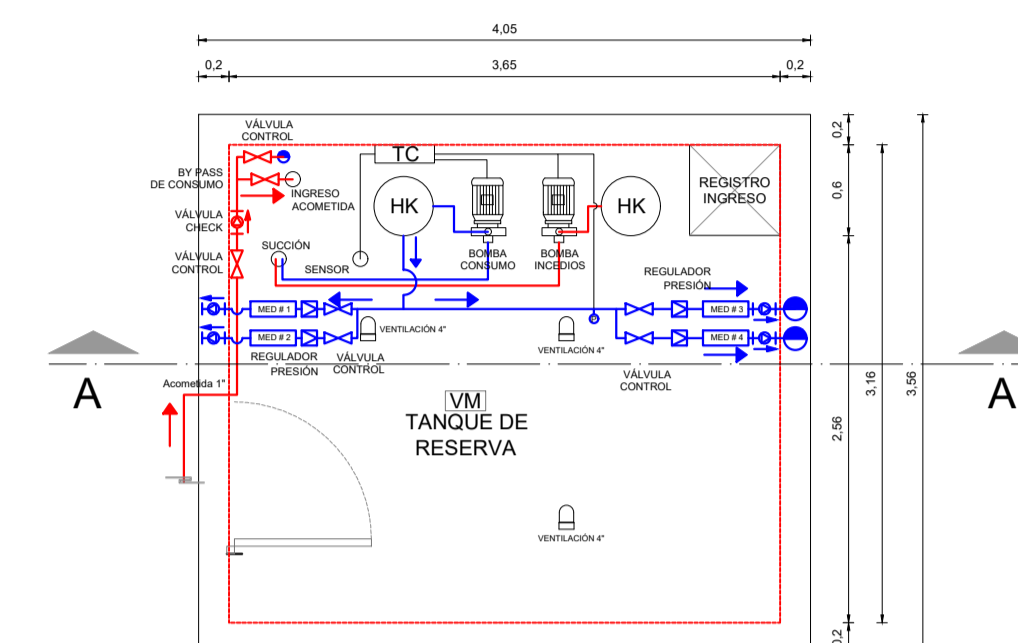 4,05
0,2
3,65
0,2
VÁLVULA
CONTROL
TC
BY PASS
DE CONSUMO
INGRESO
ACOMETIDA
HK
HK
REGISTRO
INGRESO
0,2
0,6
VÁLVULA
CHECK
SUCCIÓN
VÁLVULA
CONTROL
SENSOR
BOMBA
CONSUMO
BOMBA
INCEDIOS
REGULADOR
PRESIÓN
MED # 1
MED # 3
MED # 2
MED # 4
VENTILACIÓN 4"
VENTILACIÓN 4"
REGULADOR
PRESIÓN
VÁLVULA
CONTROL
VÁLVULA
CONTROL
A
A
Acometida 1"
VM
TANQUE DE
RESERVA
2,56
3,16
3,56
VENTILACIÓN 4"
0,2